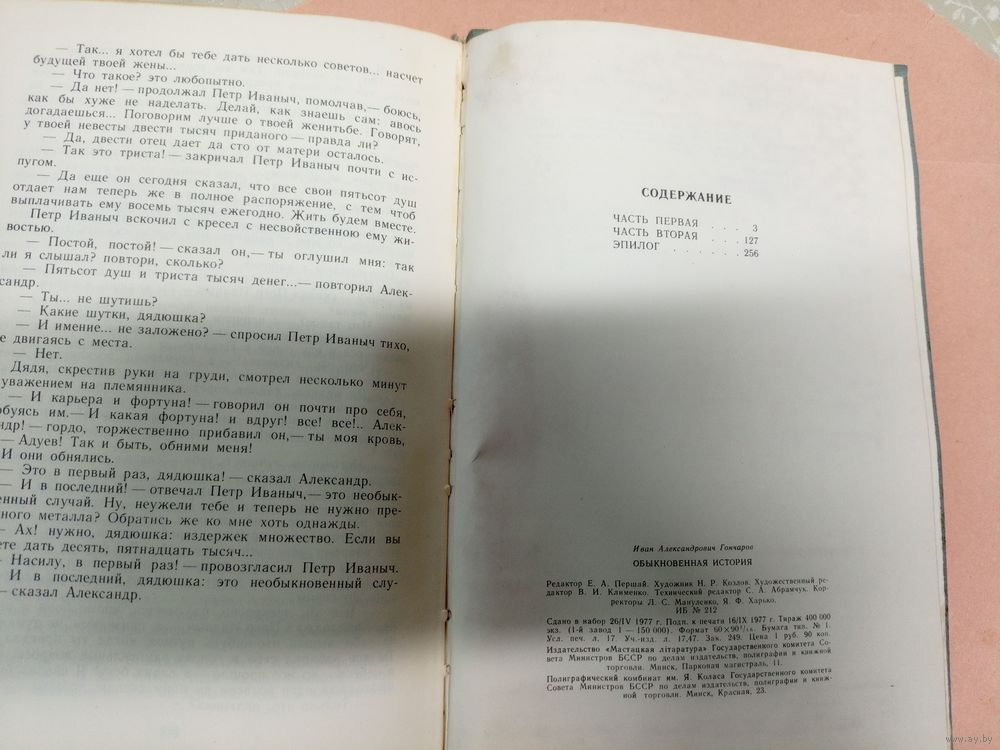 — Так... я хотел бы тебе дать несколько советов... насчет
будущей твоей жены...
— Что такое? это любопытно.
— Да нет! — продолжал Петр Иваныч, помолчав,— боюсь,
как бы хуже не наделать. Делай, как знаешь сам: авось
догадаешься... Поговорим лучше о твоей женитьбе. Говорят,
у твоей невесты двести тысяч приданого — правда ли?
— Да, двести отец дает да сто от матери осталось.
— Так это триста! — закричал Петр Иваныч почти с ис-
пугом.
— Да еще он сегодня сказал, что все свои пятьсот душ
отдает нам теперь же в полное распоряжение, с тем чтоб
выплачивать ему восемь тысяч ежегодно. Жить будем вместе.
Петр Иваныч вскочил с кресел с несвойственною ему жи-
востью.
— Постой, постой! — сказал он,— ты оглушил меня: так
ли я слышал? повтори, сколько?
— Пятьсот душ и триста тысяч денег...— повторил Алек-
сандр.
— Ты... не шутишь?
— Какие шутки, дядюшка?
— И имение... не заложено? — спросил Петр Иваныч тихо,
е двигаясь с места.
— Нет.
Дядя, скрестив руки на груди, смотрел несколько минут
уважением на племянника.
— И карьера и фортуна! — говорил он почти про себя,
буясь им.— И какая фортуна! и вдруг! все! все!.. Алек-
ндр! — гордо, торжественно прибавил он,— ты моя кровь,
— Адуев! Так и быть, обними меня!
И они обнялись.
— Это в первый раз, дядюшка! — сказал Александр.
— И в последний! — отвечал Петр Иваныч,— это необык-
енный случай. Ну, неужели тебе и теперь не нужно пре-
ного металла? Обратись же ко мне хоть однажды.
— Ах! нужно, дядюшка: издержек множество. Если вы
ете дать десять, пятнадцать тысяч...
— Насилу, в первый раз! — провозгласил Петр Иваныч.
— И в последний, дядюшка: это необыкновенный слу-
— сказал Александр.
СОДЕРЖАНИЕ
ЧАСТЬ ПЕРВАЯ . . . 3
ЧАСТЬ ВТОРАЯ . . . 127
ЭПИЛОГ . . . . . . 256
Иван Александрович Гончаров
ОБЫКНОВЕННАЯ ИСТОРИЯ
Редактор Е. А. Першай. Художник Н. Р. Козлов. Художественный ре-
дактор В. И. Клименко. Технический редактор С. А. Абрамчук. Кор-
ректоры Л. С. Мануленко, Я. Ф. Харько.
ИБ № 212
Сдано в набор 26/IV 1977 г. Подп. к печати 16/IX 1977 г. Тираж 400 000
экз. (1-й завод 1 — 150 000). Формат 60×90¹/₁₆. Бумага тип. № 1.
Усл. печ. л. 17. Уч.-изд. л. 17,47. Зак. 249. Цена 1 руб. 90 коп.
Издательство «Мастацкая літаратура» Государственного комитета Со-
вета Министров БССР по делам издательств, полиграфии и книжной
торговли. Минск, Парковая магистраль, 11.
Полиграфический комбинат им. Я. Коласа Государственного комитета
Совета Министров БССР по делам издательств, полиграфии и книж-
ной торговли. Минск, Красная, 23.
www.ay.by